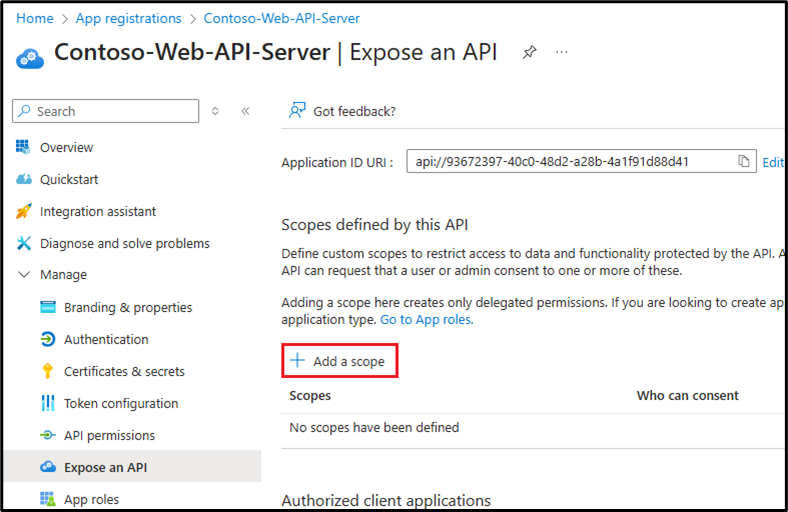 Home > App registrations > Contoso-Web-API-Server
Contoso-Web-API-Server | Expose an API
Search
Got feedback?
Overview
Quickstart
Integration assistant
Diagnose and solve problems
Manage
Branding & properties
Authentication
Certificates & secrets
Token configuration
API permissions
Expose an API
App roles
Application ID URI :
api://93672397-40c0-48d2-a28b-4a1f91d88d41
Edit
Scopes defined by this API
Define custom scopes to restrict access to data and functionality protected by the API. A
API can request that a user or admin consent to one or more of these.
Adding a scope here creates only delegated permissions. If you are looking to create ap
application type. Go to App roles.
Add a scope
Scopes
Who can consent
No scopes have been defined
Authorized client applications